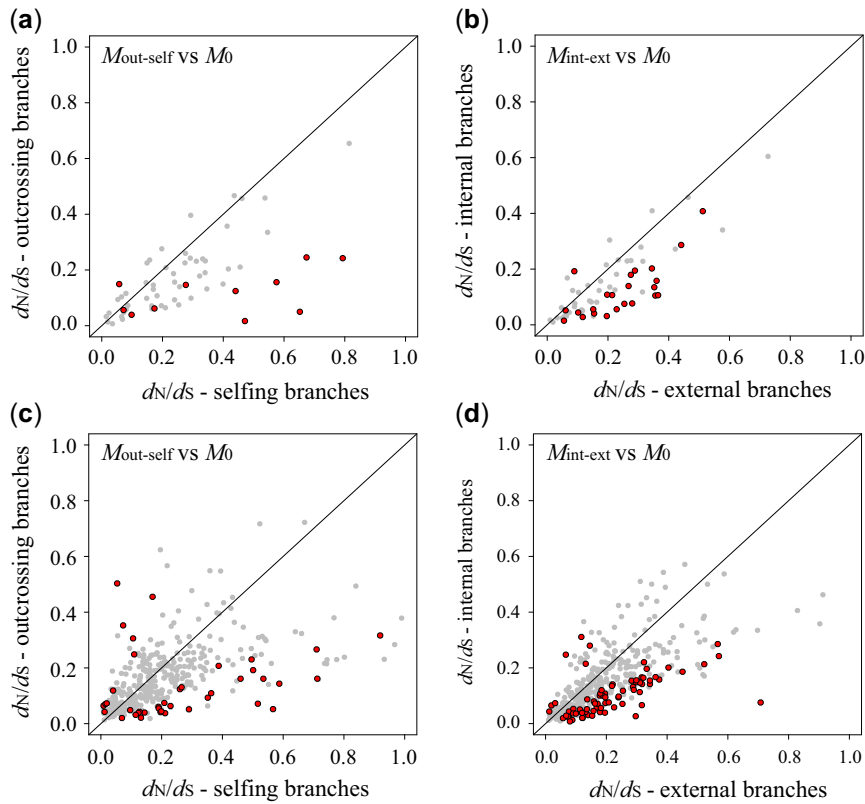 (a)
M out-self vs M0
dN/dS - outcrossing branches
1.0
0.8
0.6
0.4
0.2
0.0
0.0 0.2 0.4 0.6 0.8 1.0
dN/dS - selfing branches
(b)
M int-ext vs M0
dN/dS - internal branches
1.0
0.8
0.6
0.4
0.2
0.0
0.0 0.2 0.4 0.6 0.8 1.0
dN/dS - external branches
(c)
M out-self vs M0
dN/dS - outcrossing branches
1.0
0.8
0.6
0.4
0.2
0.0
0.0 0.2 0.4 0.6 0.8 1.0
dN/dS - selfing branches
(d)
M int-ext vs M0
dN/dS - internal branches
1.0
0.8
0.6
0.4
0.2
0.0
0.0 0.2 0.4 0.6 0.8 1.0
dN/dS - external branches